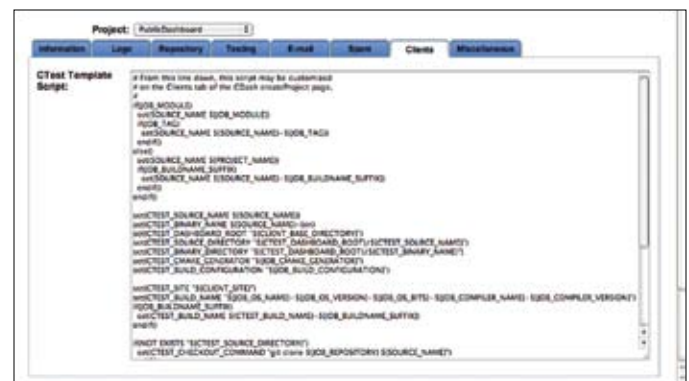 Project: PublicDashboard
Information Logo Repository Testing E-mail Spam Clients Miscellaneous
CTest Template
Script:
# From this line down, this script may be customized
# on the Clients tab of the CDash createProject page.
#
if(JOB_MODULE)
set(SOURCE_NAME ${JOB_MODULE})
if(JOB_TAG)
set(SOURCE_NAME ${SOURCE_NAME}-${JOB_TAG})
endif()
else()
set(SOURCE_NAME ${PROJECT_NAME})
if(JOB_BUILDNAME_SUFFIX)
set(SOURCE_NAME ${SOURCE_NAME}-${JOB_BUILDNAME_SUFFIX})
endif()
endif()
set(CTEST_SOURCE_NAME ${SOURCE_NAME})
set(CTEST_BINARY_NAME ${SOURCE_NAME}-bin)
set(CTEST_DASHBOARD_ROOT "${CLIENT_BASE_DIRECTORY}")
set(CTEST_SOURCE_DIRECTORY "${CTEST_DASHBOARD_ROOT}/${CTEST_SOURCE_NAME}")
set(CTEST_BINARY_DIRECTORY "${CTEST_DASHBOARD_ROOT}/${CTEST_BINARY_NAME}")
set(CTEST_CMAKE_GENERATOR "${JOB_CMAKE_GENERATOR}")
set(CTEST_BUILD_CONFIGURATION "${JOB_BUILD_CONFIGURATION}")
set(CTEST_SITE "${CLIENT_SITE}")
set(CTEST_BUILD_NAME "${JOB_OS_NAME}-${JOB_OS_VERSION}-${JOB_OS_BITS}-${JOB_COMPILER_NAME}-${JOB_COMPILER_VERSION}")
if(JOB_BUILDNAME_SUFFIX)
set(CTEST_BUILD_NAME ${CTEST_BUILD_NAME}-${JOB_BUILDNAME_SUFFIX})
endif()
if(NOT EXISTS "${CTEST_SOURCE_DIRECTORY}")
set(CTEST_CHECKOUT_COMMAND "git clone ${JOB_REPOSITORY} ${SOURCE_NAME}")